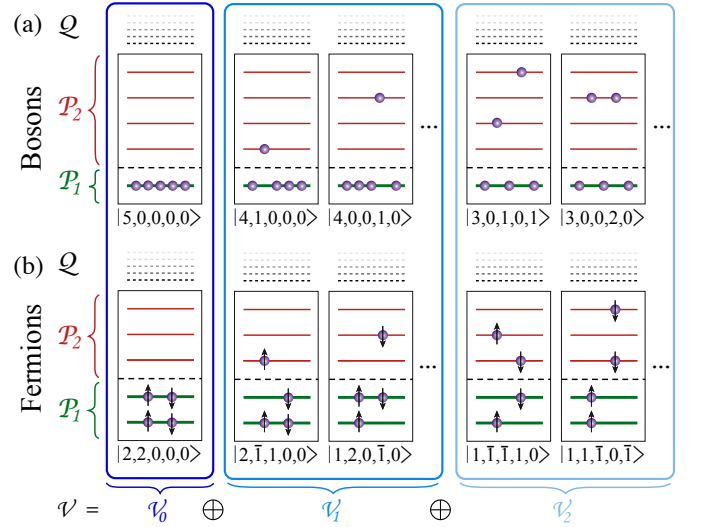 (a) 𝒬
Bosons
𝒫₂
𝒫₁
... ...
|5,0,0,0,0⟩ |4,1,0,0,0⟩ |4,0,0,1,0⟩ |3,0,1,0,1⟩ |3,0,0,2,0⟩
(b) 𝒬
Fermions
𝒫₂
𝒫₁
... ...
|2,2,0,0,0⟩ |2,1̅,1,0,0⟩ |1,2,0,1̅,0⟩ |1,1̅,1̅,1,0⟩ |1,1,1̅,0,1̅⟩
𝒱 = 𝒱₀ ⊕ 𝒱₁ ⊕ 𝒱₂